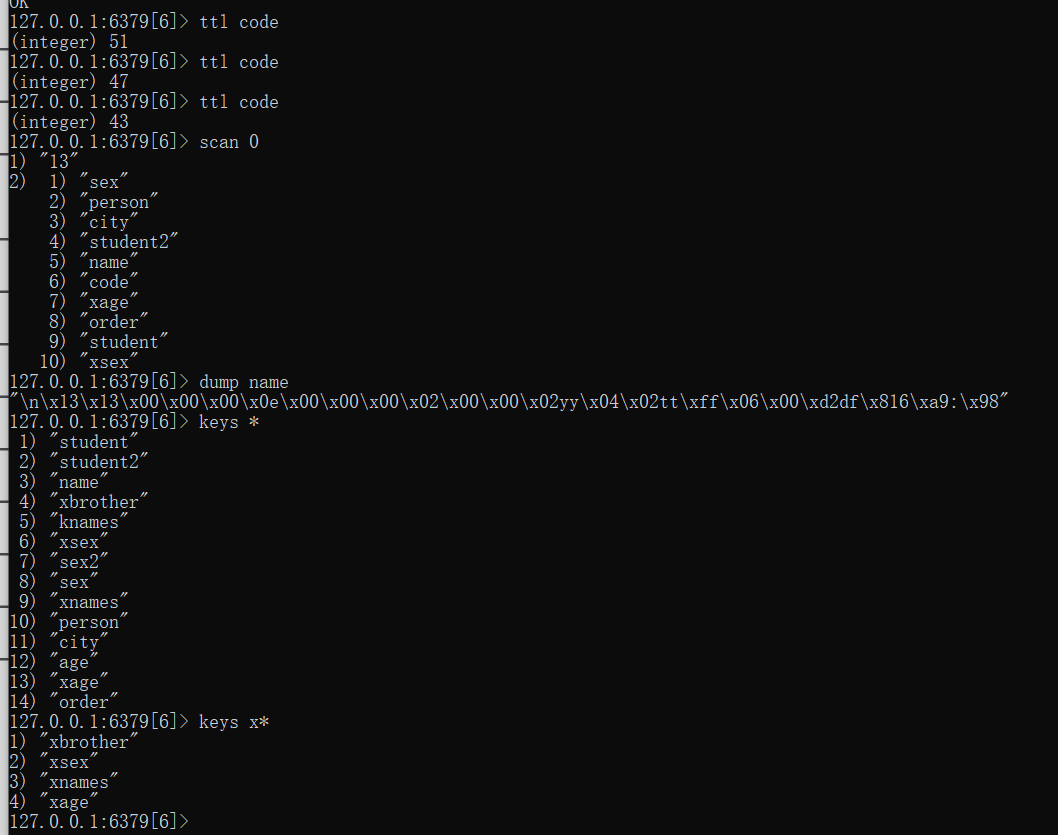 OK
127.0.0.1:6379[6]> ttl code
(integer) 51
127.0.0.1:6379[6]> ttl code
(integer) 47
127.0.0.1:6379[6]> ttl code
(integer) 43
127.0.0.1:6379[6]> scan 0
1) "13"
2)  1) "sex"
    2) "person"
    3) "city"
    4) "student2"
    5) "name"
    6) "code"
    7) "xage"
    8) "order"
    9) "student"
   10) "xsex"
127.0.0.1:6379[6]> dump name
"\n\x13\x13\x00\x00\x00\x0e\x00\x00\x00\x02\x00\x00\x02yy\x04\x02tt\xff\x06\x00\xd2df\x816\xa9:\x98"
127.0.0.1:6379[6]> keys *
 1) "student"
 2) "student2"
 3) "name"
 4) "xbrother"
 5) "knames"
 6) "xsex"
 7) "sex2"
 8) "sex"
 9) "xnames"
10) "person"
11) "city"
12) "age"
13) "xage"
14) "order"
127.0.0.1:6379[6]> keys x*
1) "xbrother"
2) "xsex"
3) "xnames"
4) "xage"
127.0.0.1:6379[6]>